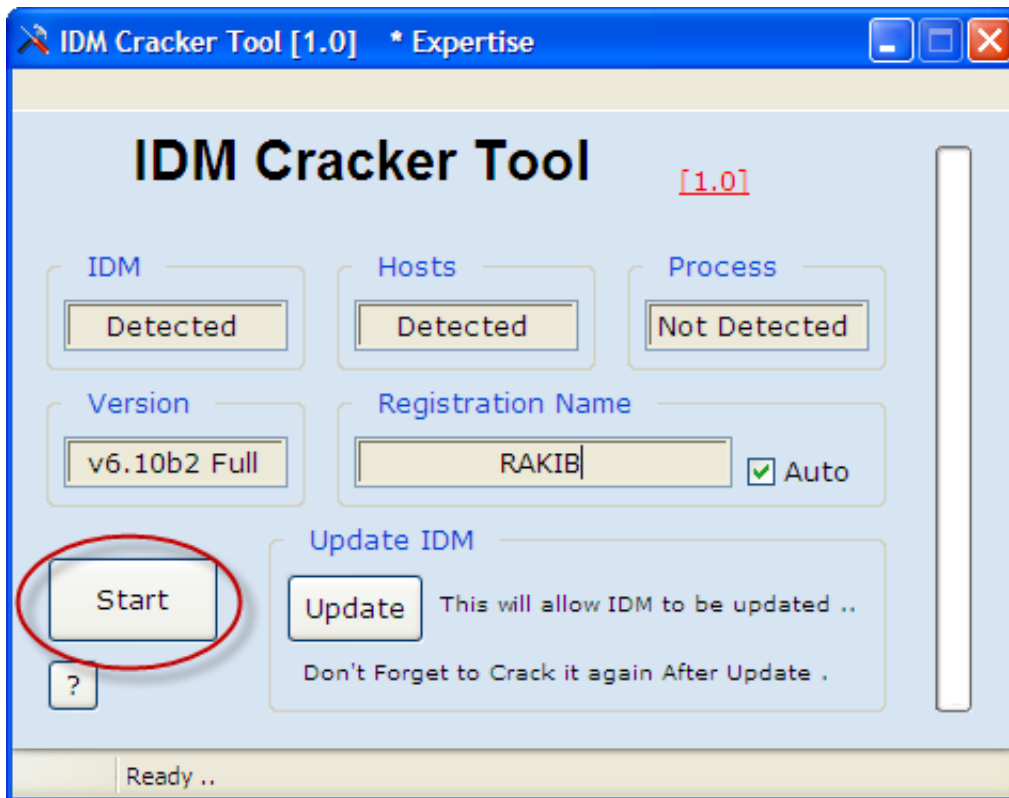 IDM Cracker Tool [1.0] * Expertise
IDM Cracker Tool [1.0]
IDM Hosts Process
Detected Detected Not Detected
Version Registration Name
v6.10b2 Full RAKIB Auto
Update IDM
Start Update This will allow IDM to be updated ..
? Don't Forget to Crack it again After Update .
Ready ..